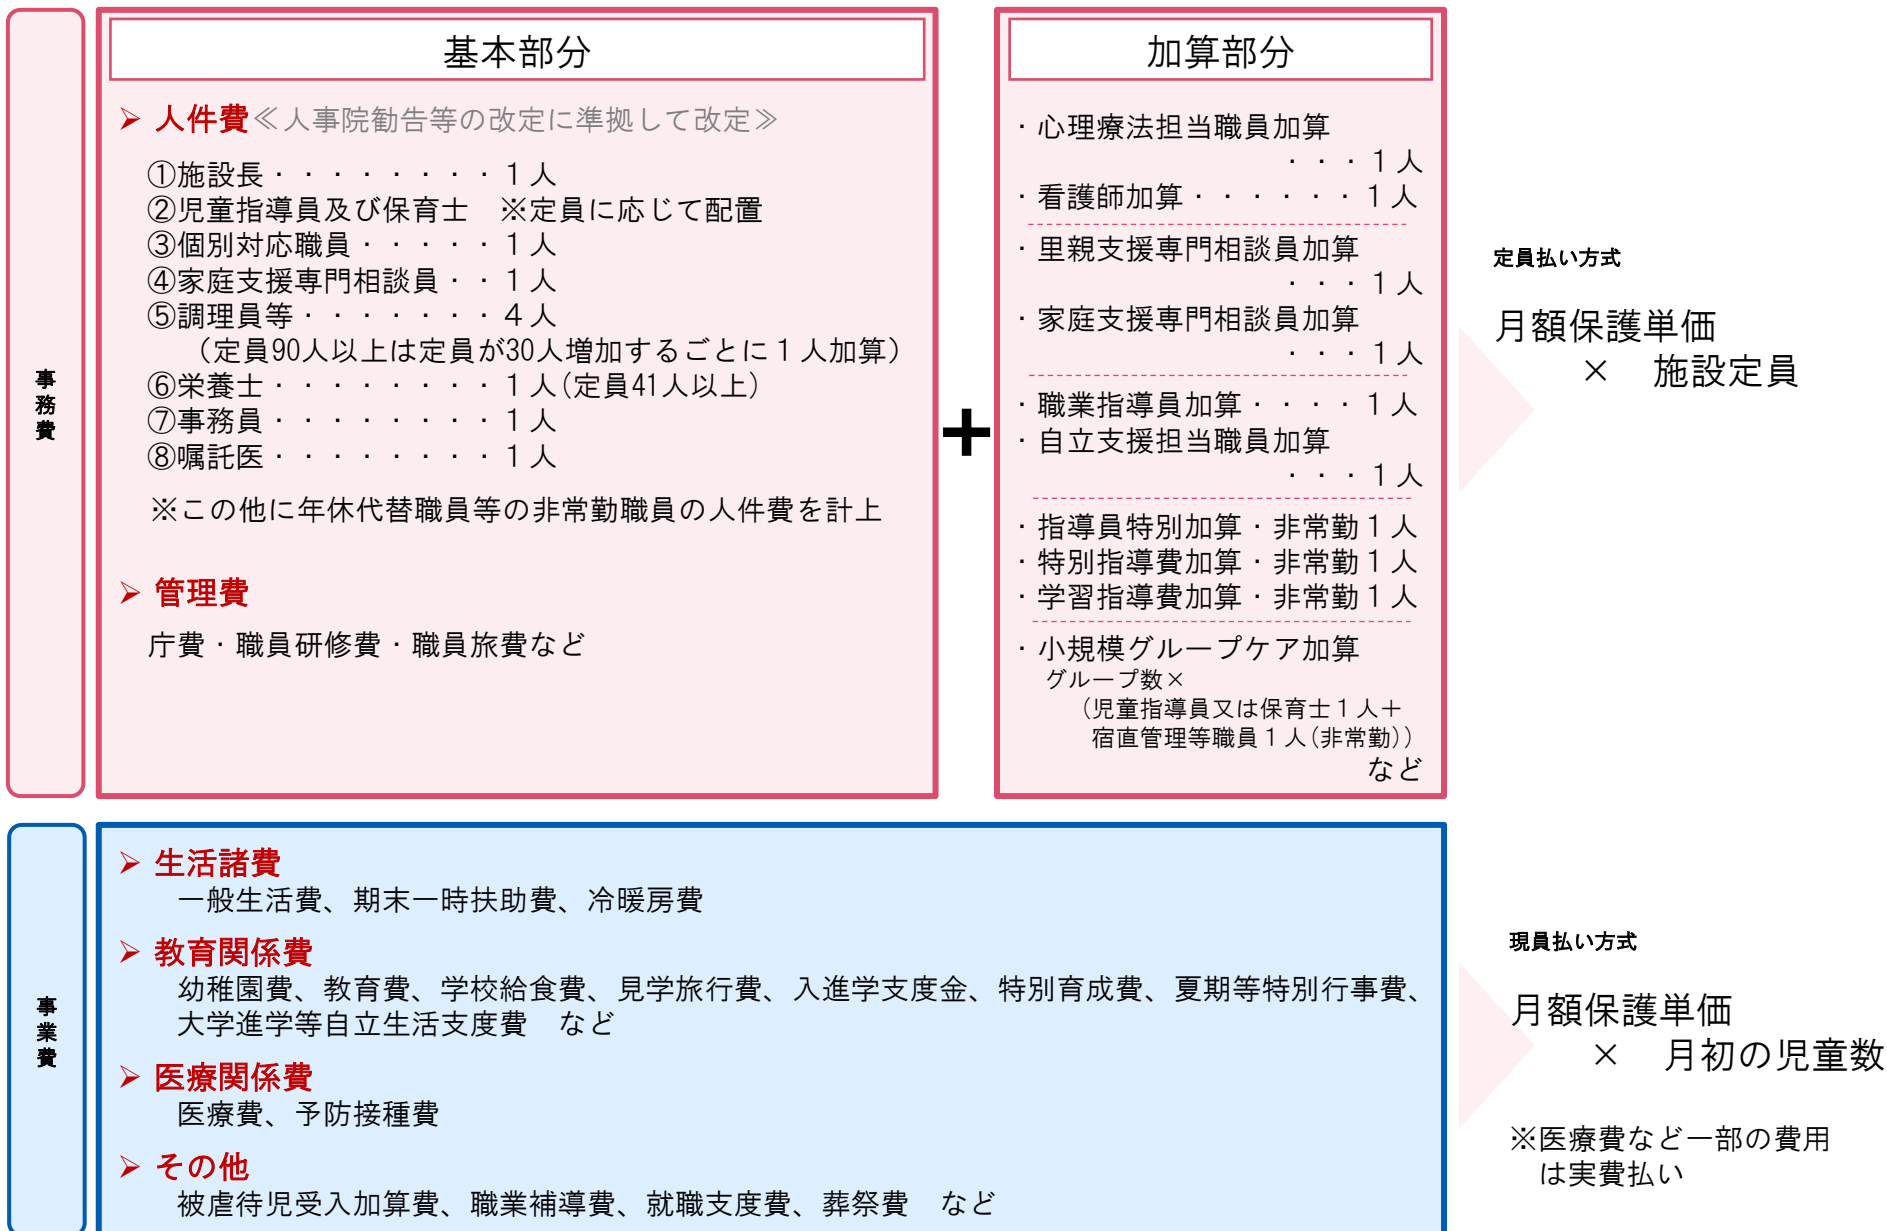 事務費
基本部分
➢ 人件費≪人事院勧告等の改定に準拠して改定≫
①施設長・・・・・・・・１人
②児童指導員及び保育士　※定員に応じて配置
③個別対応職員・・・・・１人
④家庭支援専門相談員・・１人
⑤調理員等・・・・・・・４人
（定員90人以上は定員が30人増加するごとに１人加算）
⑥栄養士・・・・・・・・１人(定員41人以上)
⑦事務員・・・・・・・・１人
⑧嘱託医・・・・・・・・１人
※この他に年休代替職員等の非常勤職員の人件費を計上
➢ 管理費
庁費・職員研修費・職員旅費など
+
加算部分
・心理療法担当職員加算
・・・１人
・看護師加算・・・・・・１人
・里親支援専門相談員加算
・・・１人
・家庭支援専門相談員加算
・・・１人
・職業指導員加算・・・・１人
・自立支援担当職員加算
・・・１人
・指導員特別加算・非常勤１人
・特別指導費加算・非常勤１人
・学習指導費加算・非常勤１人
・小規模グループケア加算
グループ数×
（児童指導員又は保育士１人＋
宿直管理等職員１人(非常勤)）
など
定員払い方式
月額保護単価
×　施設定員
事業費
➢ 生活諸費
一般生活費、期末一時扶助費、冷暖房費
➢ 教育関係費
幼稚園費、教育費、学校給食費、見学旅行費、入進学支度金、特別育成費、夏期等特別行事費、
大学進学等自立生活支度費　など
➢ 医療関係費
医療費、予防接種費
➢ その他
被虐待児受入加算費、職業補導費、就職支度費、葬祭費　など
現員払い方式
月額保護単価
×　月初の児童数
※医療費など一部の費用
は実費払い